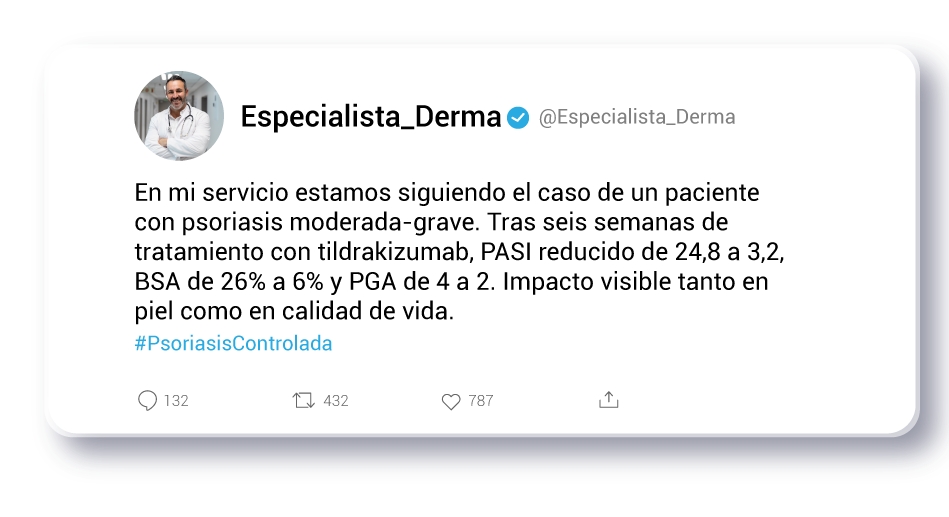 Especialista_Derma @Especialista_Derma
En mi servicio estamos siguiendo el caso de un paciente
con psoriasis moderada-grave. Tras seis semanas de
tratamiento con tildrakizumab, PASI reducido de 24,8 a 3,2,
BSA de 26% a 6% y PGA de 4 a 2. Impacto visible tanto en
piel como en calidad de vida.
#PsoriasisControlada
132 432 787